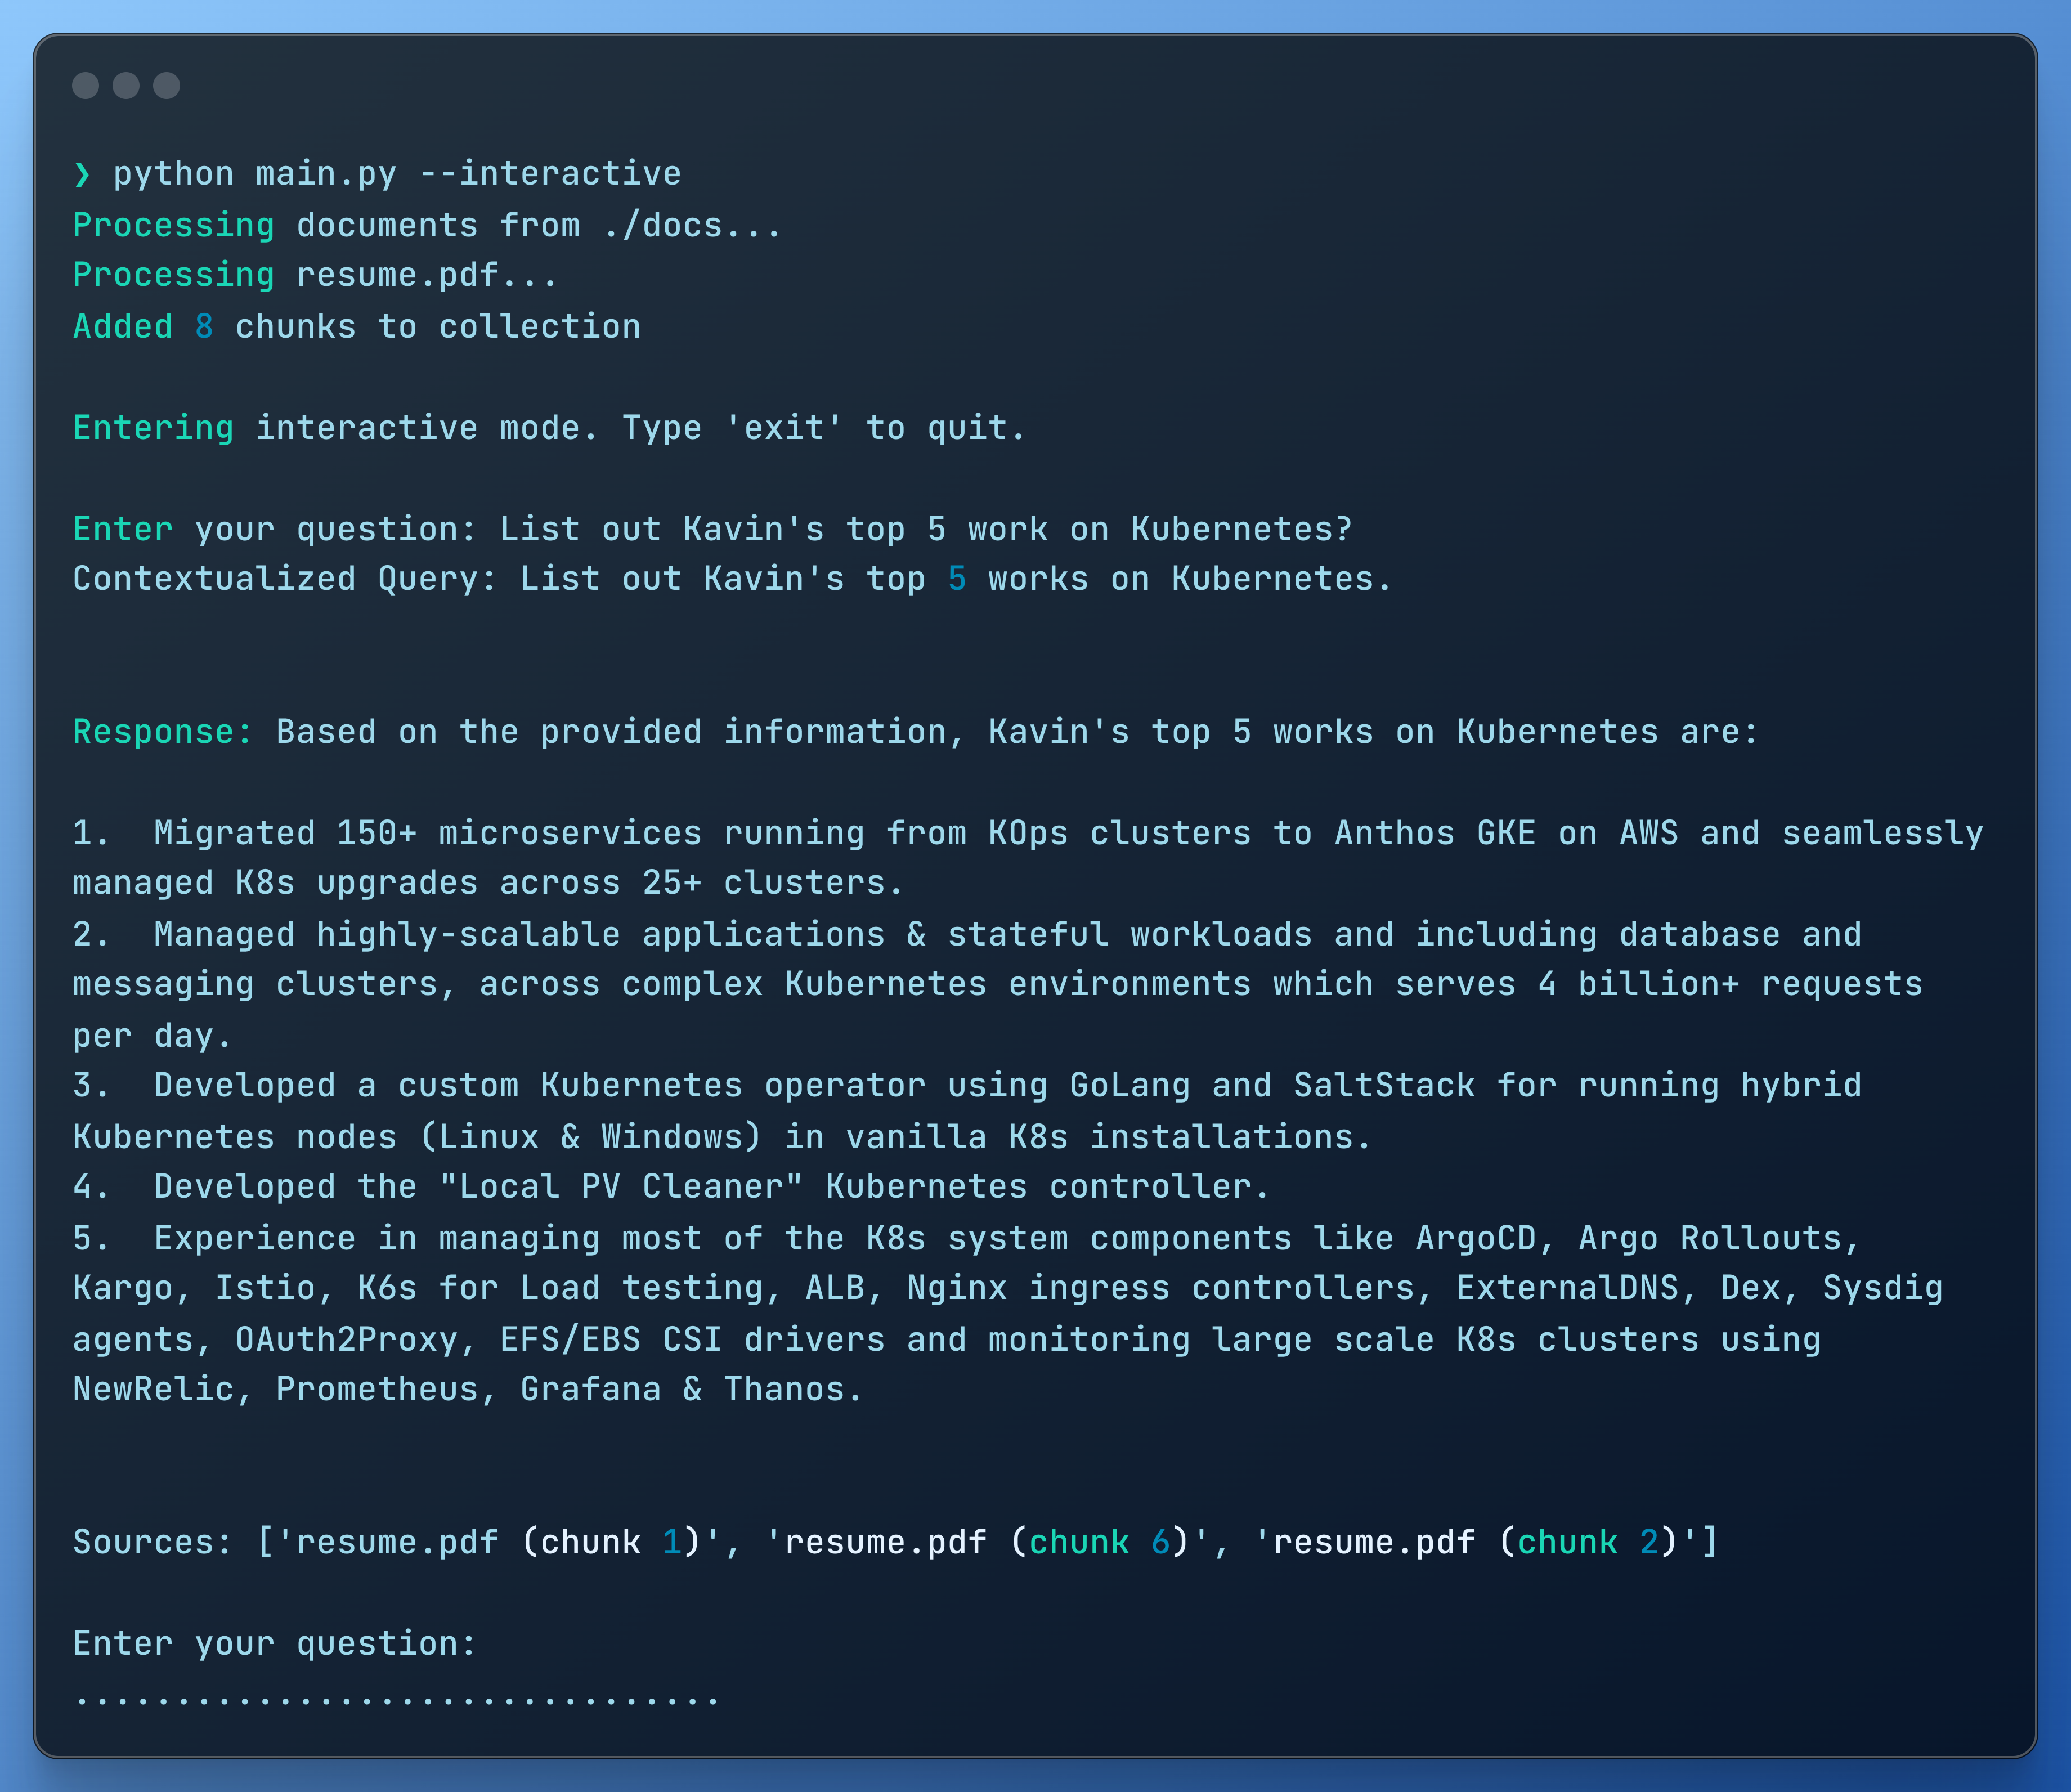 ❯ python main.py --interactive
Processing documents from ./docs...
Processing resume.pdf...
Added 8 chunks to collection
Entering interactive mode. Type 'exit' to quit.
Enter your question: List out Kavin's top 5 work on Kubernetes?
Contextualized Query: List out Kavin's top 5 works on Kubernetes.
Response: Based on the provided information, Kavin's top 5 works on Kubernetes are:
1.  Migrated 150+ microservices running from KOps clusters to Anthos GKE on AWS and seamlessly
managed K8s upgrades across 25+ clusters.
2.  Managed highly-scalable applications & stateful workloads and including database and
messaging clusters, across complex Kubernetes environments which serves 4 billion+ requests
per day.
3.  Developed a custom Kubernetes operator using GoLang and SaltStack for running hybrid
Kubernetes nodes (Linux & Windows) in vanilla K8s installations.
4.  Developed the "Local PV Cleaner" Kubernetes controller.
5.  Experience in managing most of the K8s system components like ArgoCD, Argo Rollouts,
Kargo, Istio, K6s for Load testing, ALB, Nginx ingress controllers, ExternalDNS, Dex, Sysdig
agents, OAuth2Proxy, EFS/EBS CSI drivers and monitoring large scale K8s clusters using
NewRelic, Prometheus, Grafana & Thanos.
Sources: ['resume.pdf (chunk 1)', 'resume.pdf (chunk 6)', 'resume.pdf (chunk 2)']
Enter your question:
................................